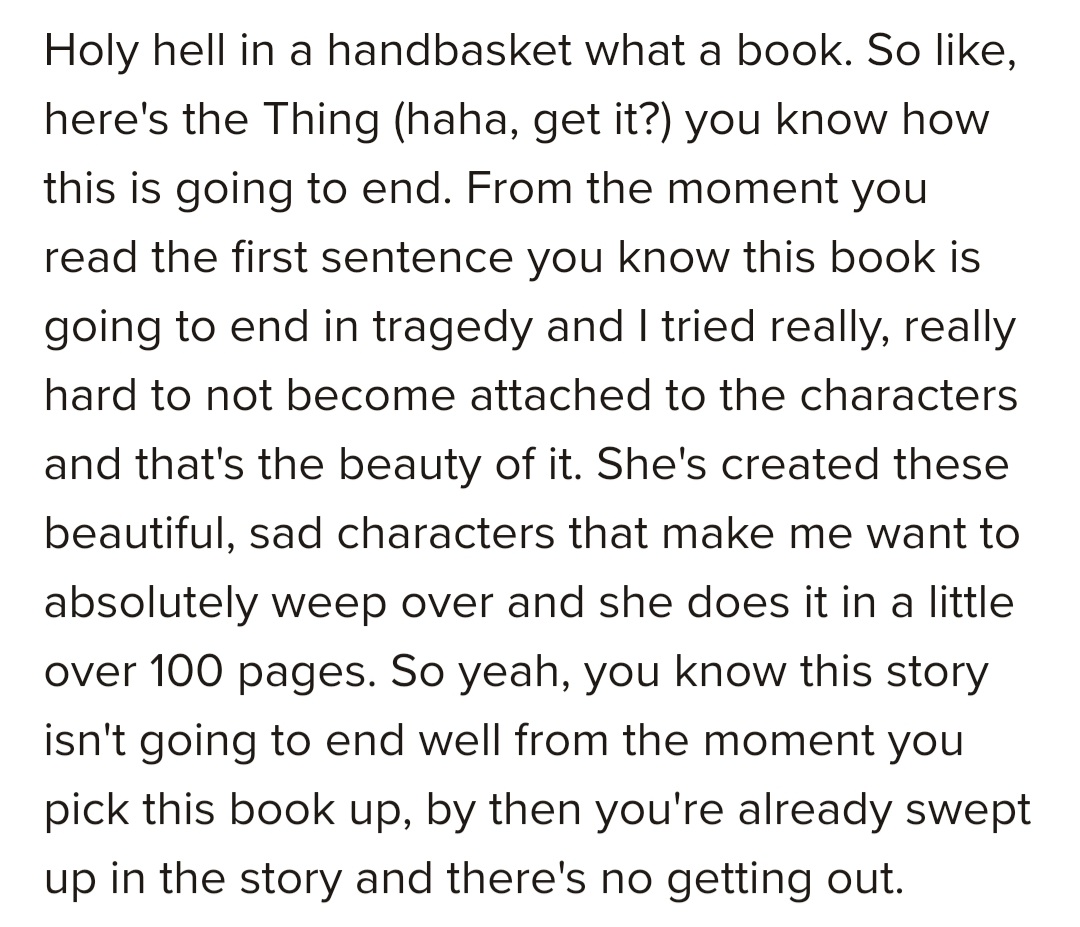 Holy hell in a handbasket what a book. So like,
here's the Thing (haha, get it?) you know how
this is going to end. From the moment you
read the first sentence you know this book is
going to end in tragedy and I tried really, really
hard to not become attached to the characters
and that's the beauty of it. She's created these
beautiful, sad characters that make me want to
absolutely weep over and she does it in a little
over 100 pages. So yeah, you know this story
isn't going to end well from the moment you
pick this book up, by then you're already swept
up in the story and there's no getting out.